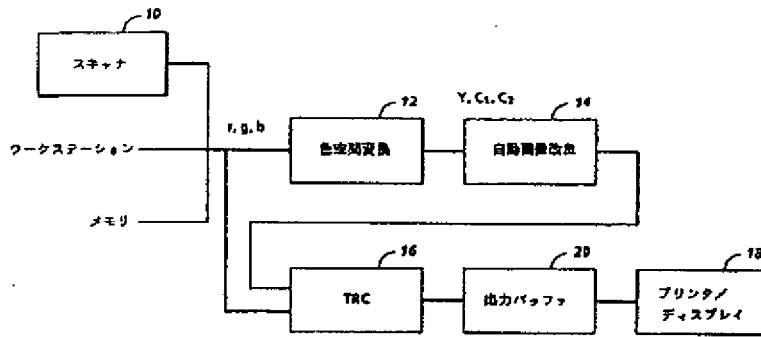 10
スキャナ
12
Y, C1, C2
14
r, g, b
ワークステーション
色空間変換
自動画像改良
メモリ
16
20
18
TRC
出力バッファ
プリンタ／
ディスプレイ